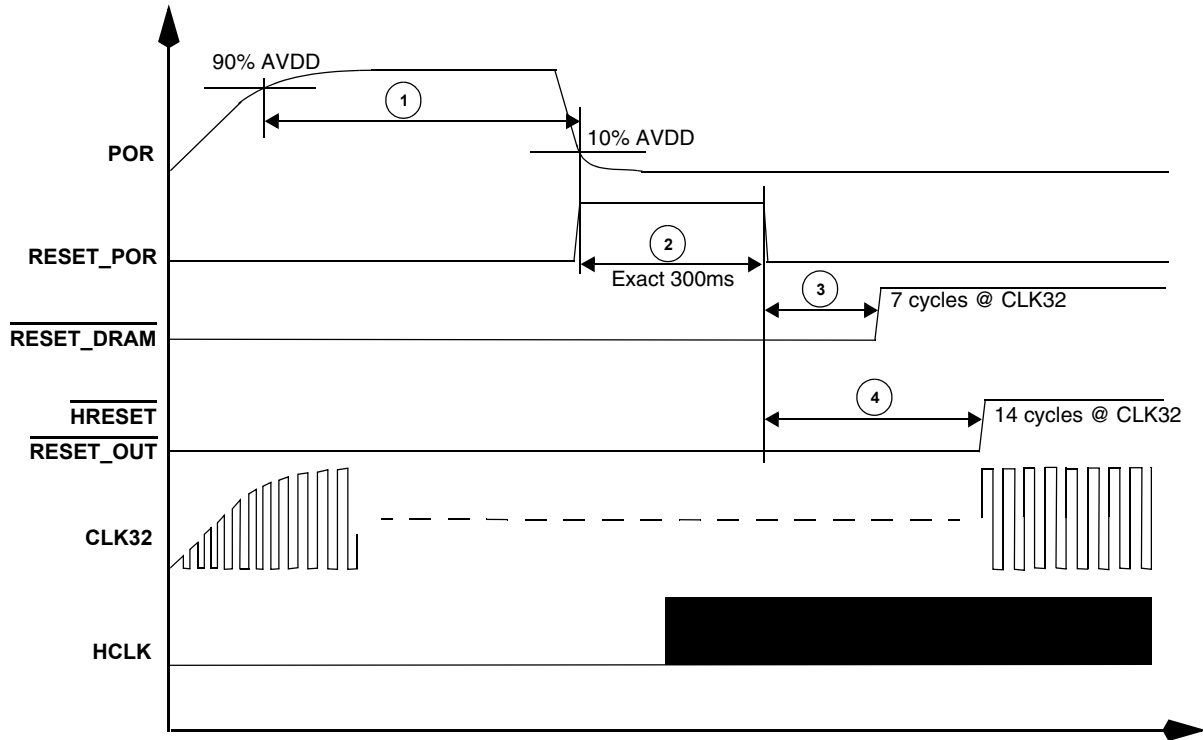 90% AVDD
1
10% AVDD
POR
2
RESET_POR
Exact 300ms
3
7 cycles @ CLK32
RESET_DRAM
4
HRESET
14 cycles @ CLK32
RESET_OUT
CLK32
HCLK